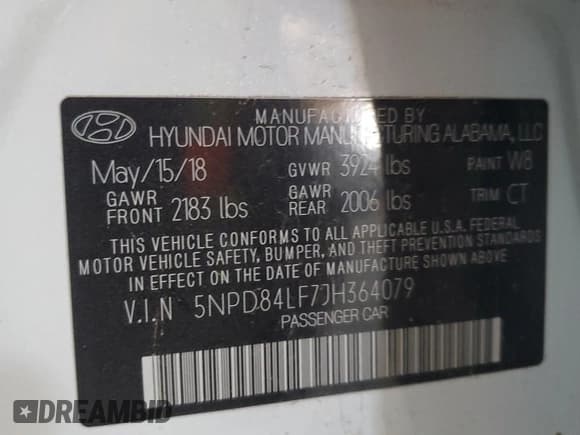 MANUFACTURED BY
HYUNDAI MOTOR MANUFACTURING ALABAMA, LLC
May/15/18 GVWR 3924 lbs PAINT W8
GAWR FRONT 2183 lbs GAWR REAR 2006 lbs TRIM CT
THIS VEHICLE CONFORMS TO ALL APPLICABLE U.S.A. FEDERAL
MOTOR VEHICLE SAFETY, BUMPER, AND THEFT PREVENTION STANDARDS
IN EFFECT ON THE DATE OF MANUFACTURE SHOWN ABOVE.
V.I.N 5NPD84LF7JH364079
PASSENGER CAR
DREAMBID